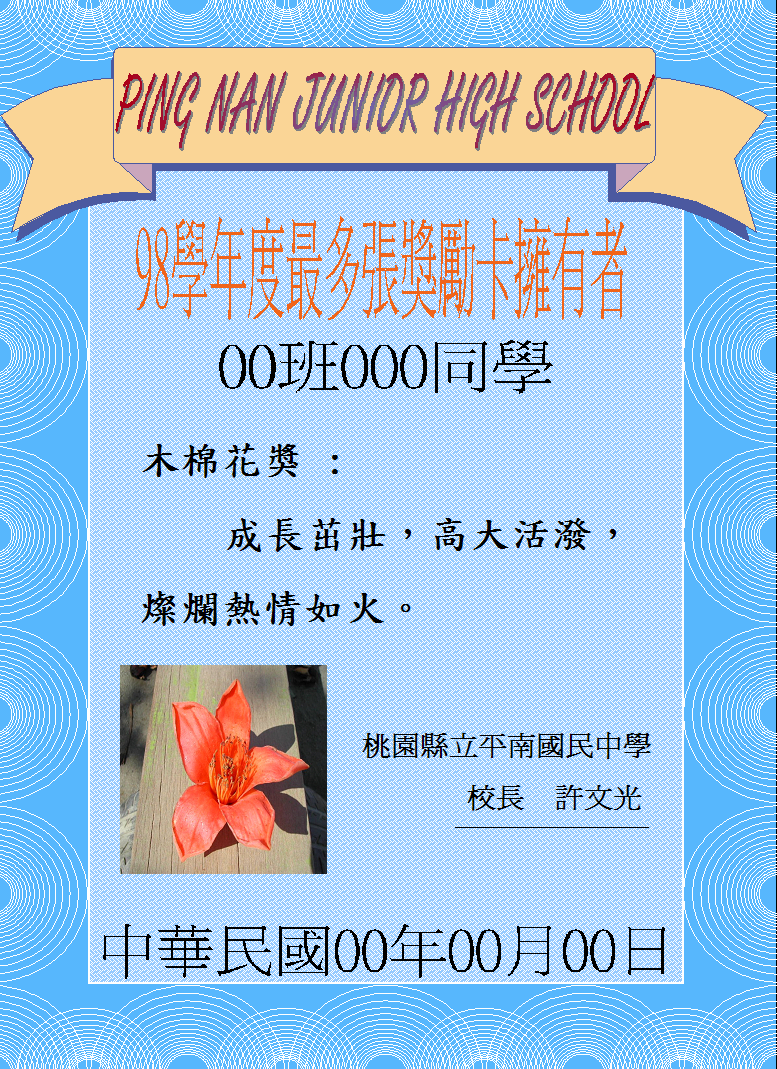 PING NAN JUNIOR HIGH SCHOOL
98學年度最多張獎勵卡擁有者
00班000同學
木棉花獎：
成長茁壯，高大活潑，
燦爛熱情如火。
桃園縣立平南國民中學
校長　許文光
中華民國00年00月00日